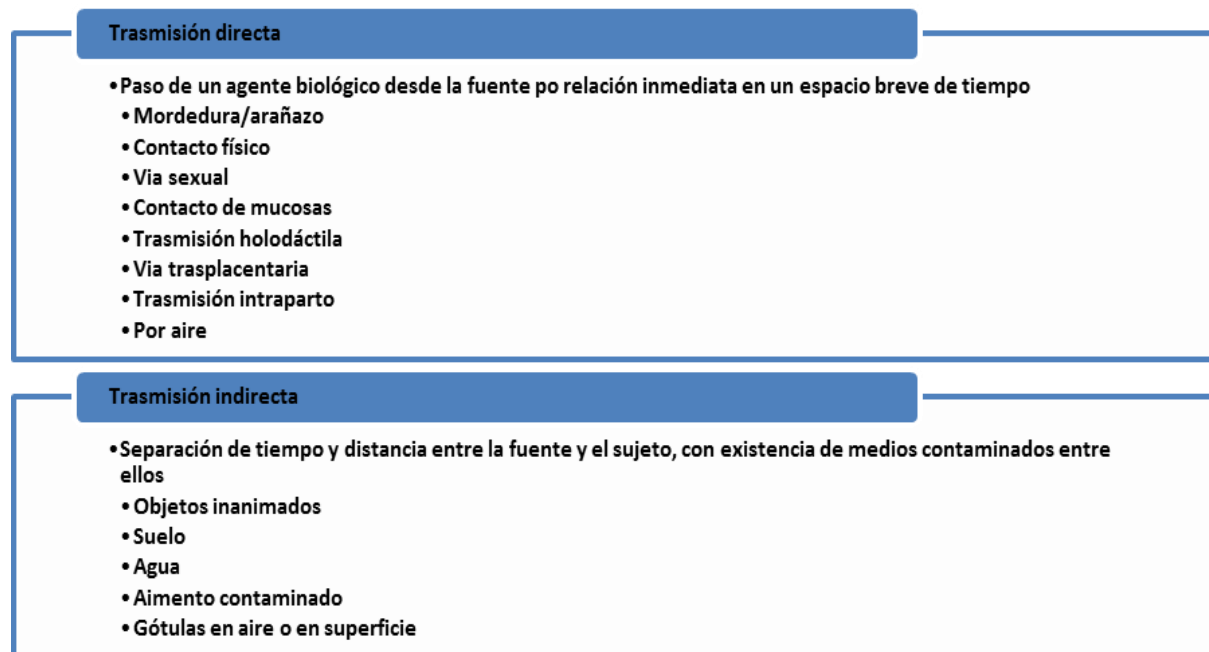 Trasmisión directa
•Paso de un agente biológico desde la fuente po relación inmediata en un espacio breve de tiempo
•Mordedura/arañazo
•Contacto físico
•Via sexual
•Contacto de mucosas
•Trasmisión holodáctila
•Via trasplacentaria
•Trasmisión intraparto
•Por aire
Trasmisión indirecta
•Separación de tiempo y distancia entre la fuente y el sujeto, con existencia de medios contaminados entre
ellos
•Objetos inanimados
•Suelo
•Agua
•Aimento contaminado
•Gótulas en aire o en superficie